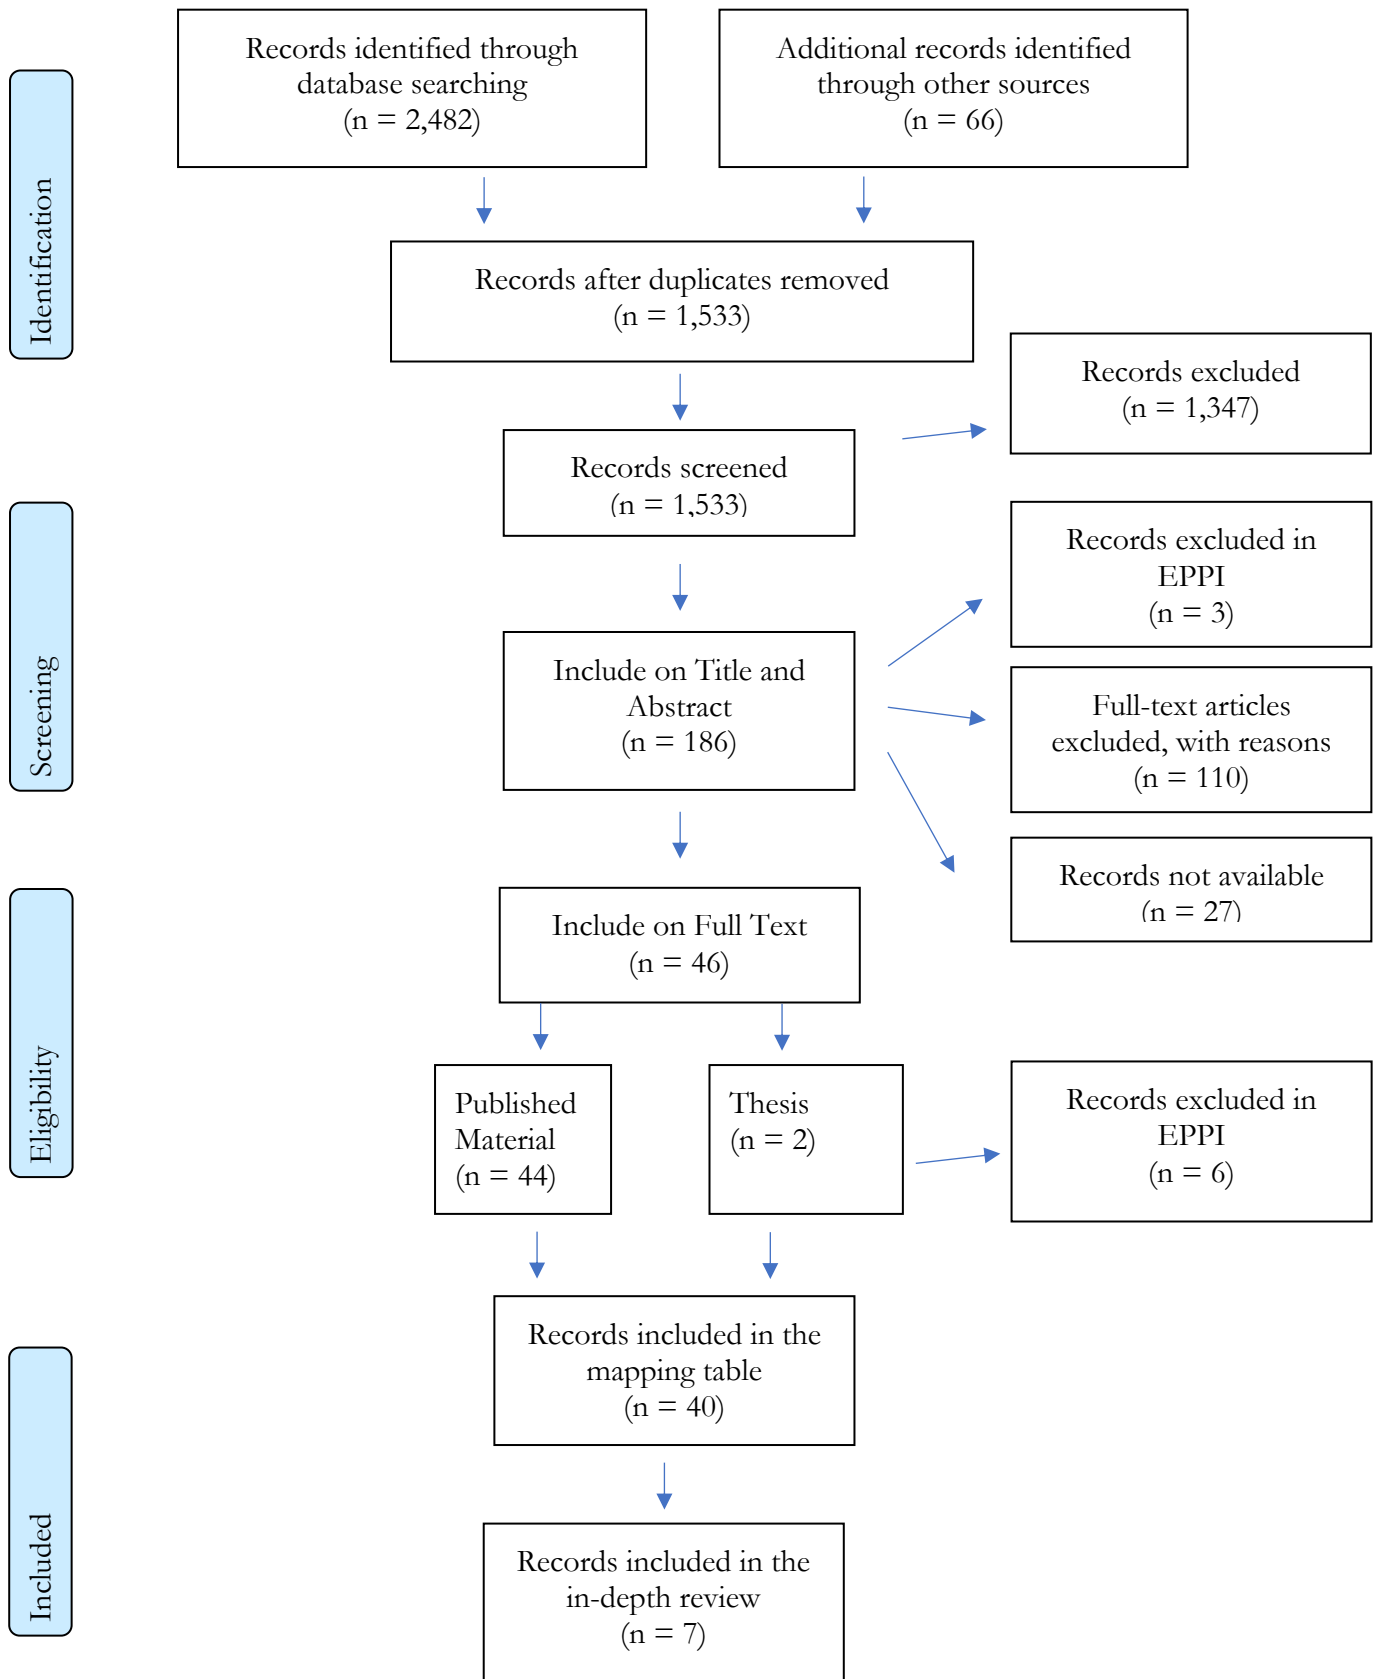 Identification
Records identified through
database searching
(n = 2,482)
Additional records identified
through other sources
(n = 66)
Records after duplicates removed
(n = 1,533)
Records excluded
(n = 1,347)
Screening
Records screened
(n = 1,533)
Records excluded in
EPPI
(n = 3)
Include on Title and
Abstract
(n = 186)
Full-text articles
excluded, with reasons
(n = 110)
Records not available
(n = 27)
Eligibility
Include on Full Text
(n = 46)
Published
Material
(n = 44)
Thesis
(n = 2)
Records excluded in
EPPI
(n = 6)
Included
Records included in the
mapping table
(n = 40)
Records included in the
in-depth review
(n = 7)